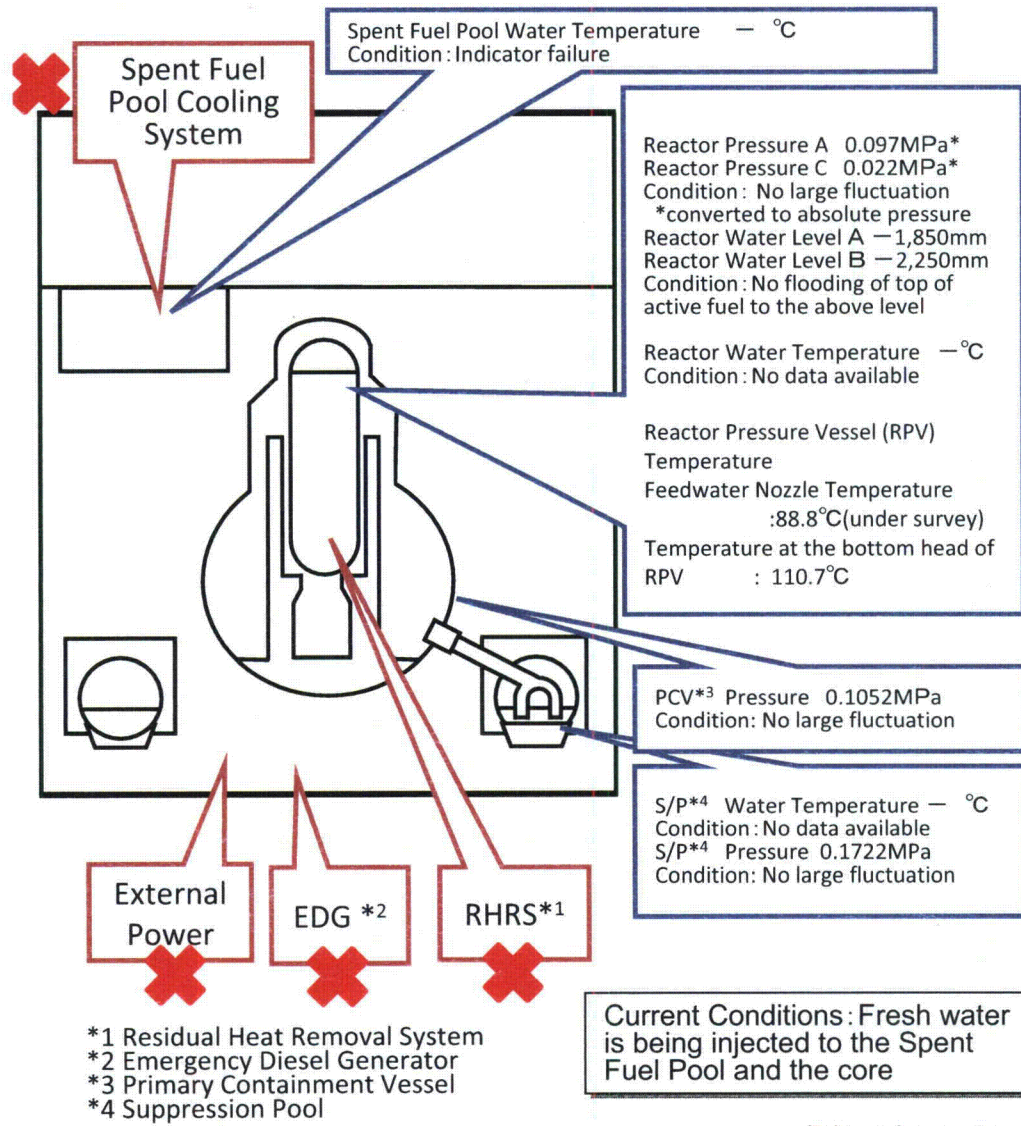 Spent Fuel Pool Water Temperature － ℃
Condition : Indicator failure
Spent Fuel
Pool Cooling
System
Reactor Pressure A 0.097MPa*
Reactor Pressure C 0.022MPa*
Condition : No large fluctuation
*converted to absolute pressure
Reactor Water Level A －1,850mm
Reactor Water Level B －2,250mm
Condition : No flooding of top of
active fuel to the above level
Reactor Water Temperature －℃
Condition : No data available
Reactor Pressure Vessel (RPV)
Temperature
Feedwater Nozzle Temperature
:88.8℃(under survey)
Temperature at the bottom head of
RPV : 110.7℃
PCV*3 Pressure 0.1052MPa
Condition: No large fluctuation
S/P*4 Water Temperature － ℃
Condition : No data available
S/P*4 Pressure 0.1722MPa
Condition: No large fluctuation
External
Power
EDG *2
RHRS*1
Current Conditions : Fresh water
is being injected to the Spent
Fuel Pool and the core
*1 Residual Heat Removal System
*2 Emergency Diesel Generator
*3 Primary Containment Vessel
*4 Suppression Pool